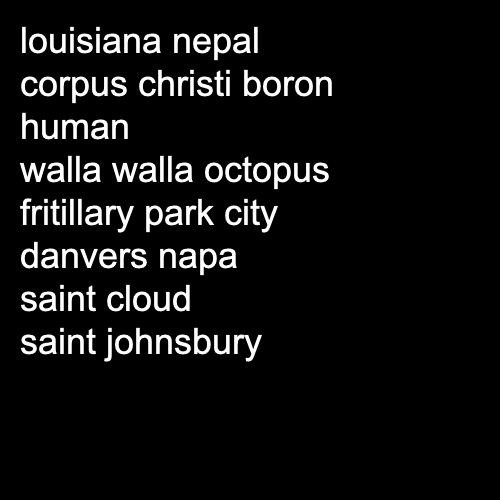 louisiana nepal
corpus christi boron
human
walla walla octopus
fritillary park city
danvers napa
saint cloud
saint johnsbury